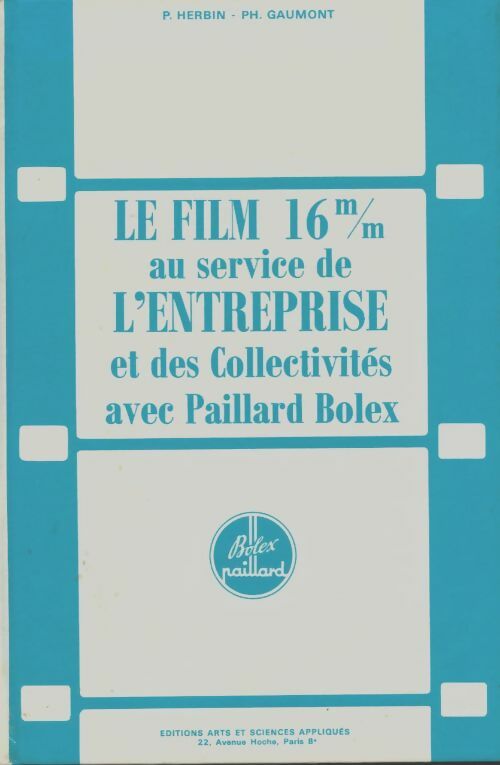 P. HERBIN - PH. GAUMONT
LE FILM 16 m/m
au service de
L'ENTREPRISE
et des Collectivités
avec Paillard Bolex
Bolex
paillard
EDITIONS ARTS ET SCIENCES APPLIQUÉS
22, Avenue Hoche, Paris 8e